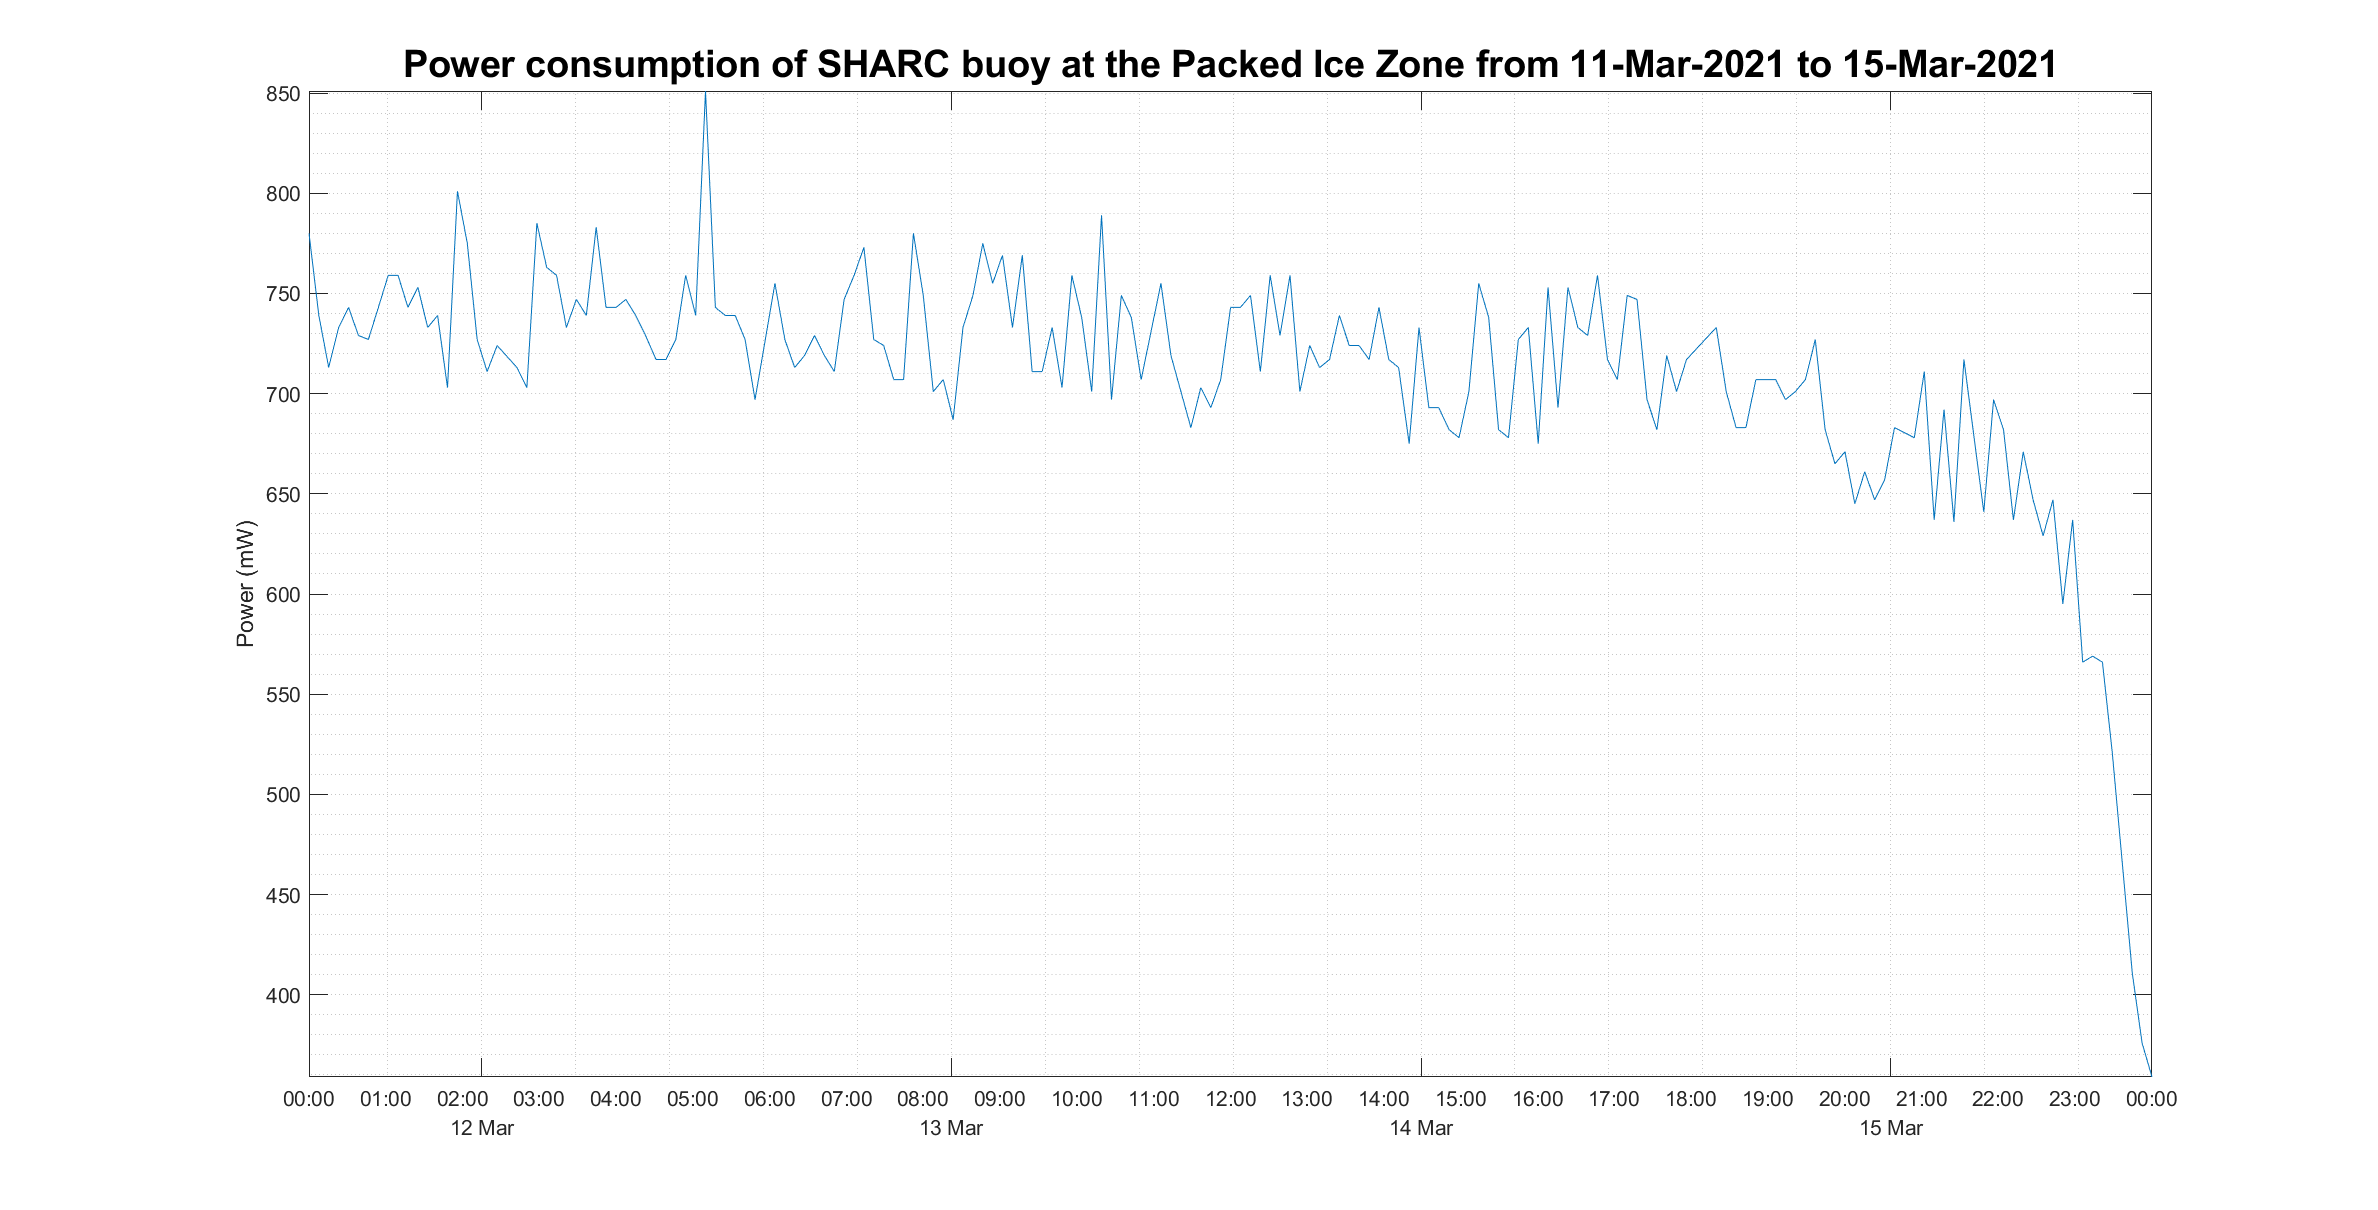 Power consumption of SHARC buoy at the Packed Ice Zone from 11-Mar-2021 to 15-Mar-2021
850
800
750
700
650
600
550
500
450
400
Power (mW)
00:00 01:00 02:00 03:00 04:00 05:00 06:00 07:00 08:00 09:00 10:00 11:00 12:00 13:00 14:00 15:00 16:00 17:00 18:00 19:00 20:00 21:00 22:00 23:00 00:00
12 Mar 13 Mar 14 Mar 15 Mar